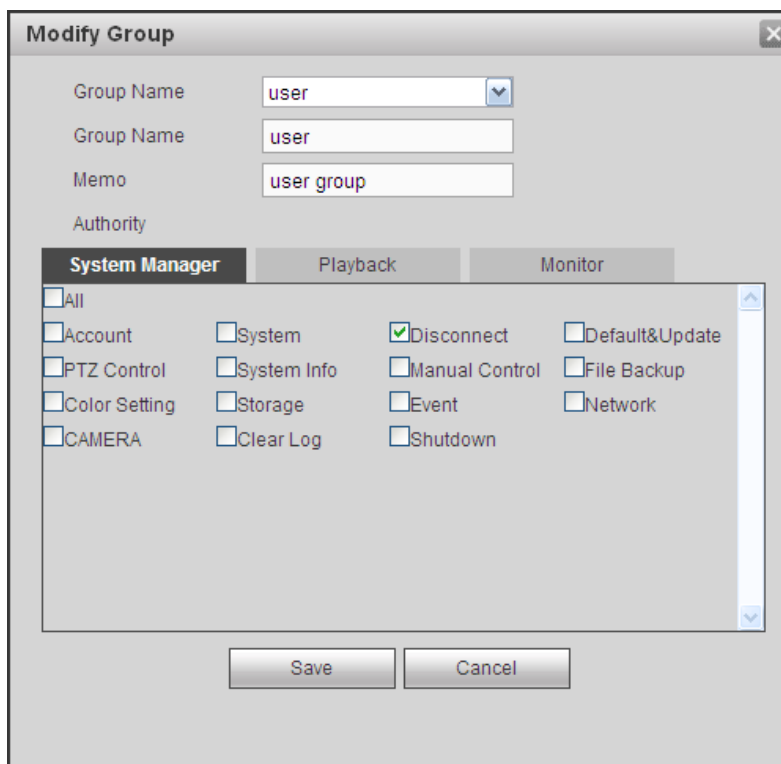 Modify Group
Group Name user
Group Name user
Memo user group
Authority
System Manager Playback Monitor
All
Account System Disconnect Default&Update
PTZ Control System Info Manual Control File Backup
Color Setting Storage Event Network
CAMERA Clear Log Shutdown
Save Cancel